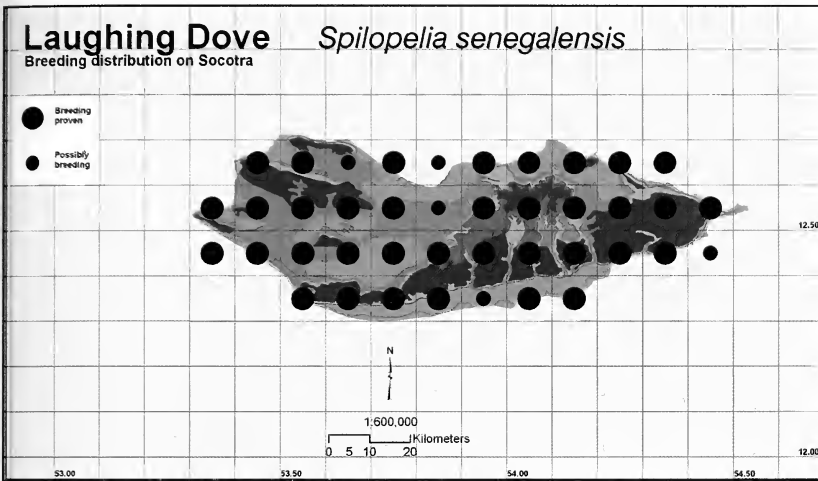 Laughing Dove Spilopelia senegalensis
Breeding distribution on Socotra
Breeding
proven
Possibly
breeding
12.50
N
1:600,000
Kilometers
0 5 10 20
12.00
53.00 53.50 54.00 54.50